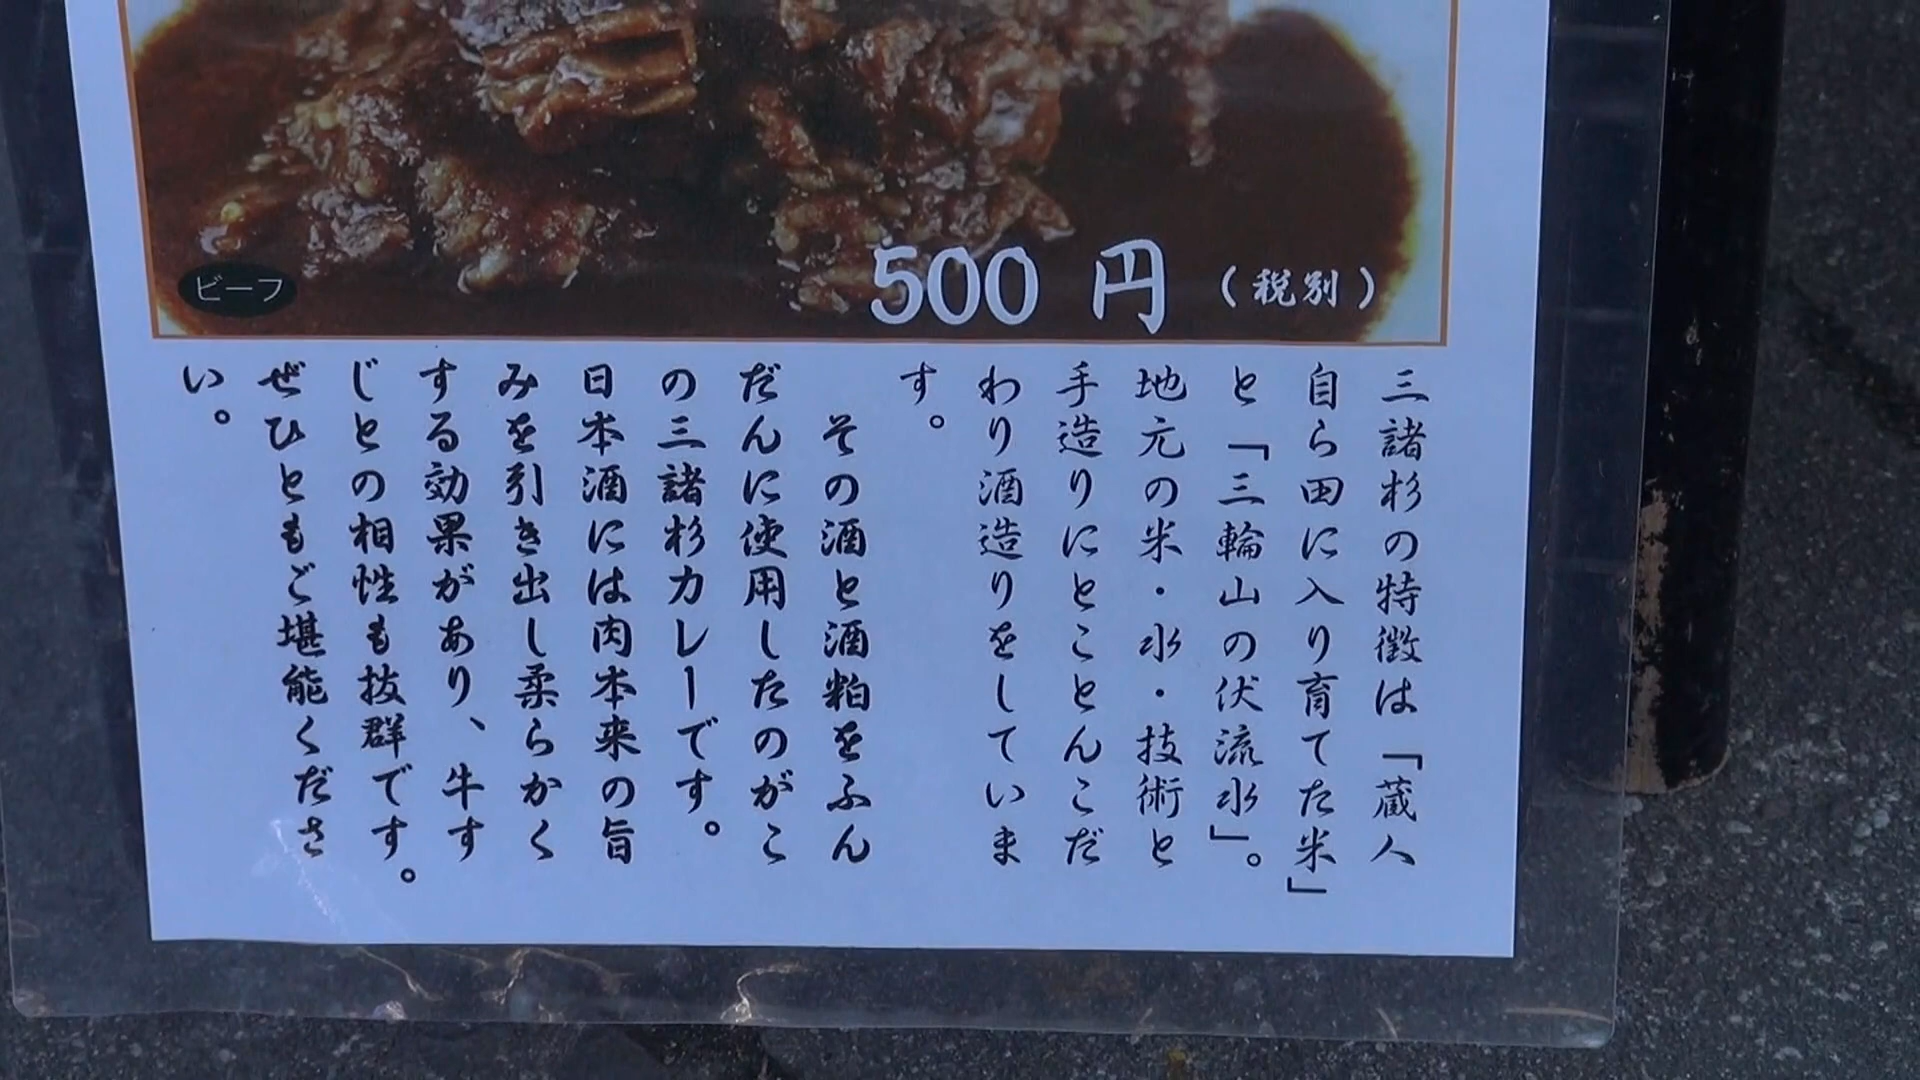 ビーフ
500 円 (税別)
三諸杉の特徴は「蔵人
自ら田に入り育てた米」
と「三輪山の伏流水」。
地元の米・水・技術と
手造りにとことんこだ
わり酒造りをしていま
す。
その酒と酒粕をふん
だんに使用したのがこ
の三諸杉カレーです。
日本酒には肉本来の旨
みを引き出し柔らかく
する効果があり、牛す
じとの相性も抜群です。
ぜひともご堪能くださ
い。